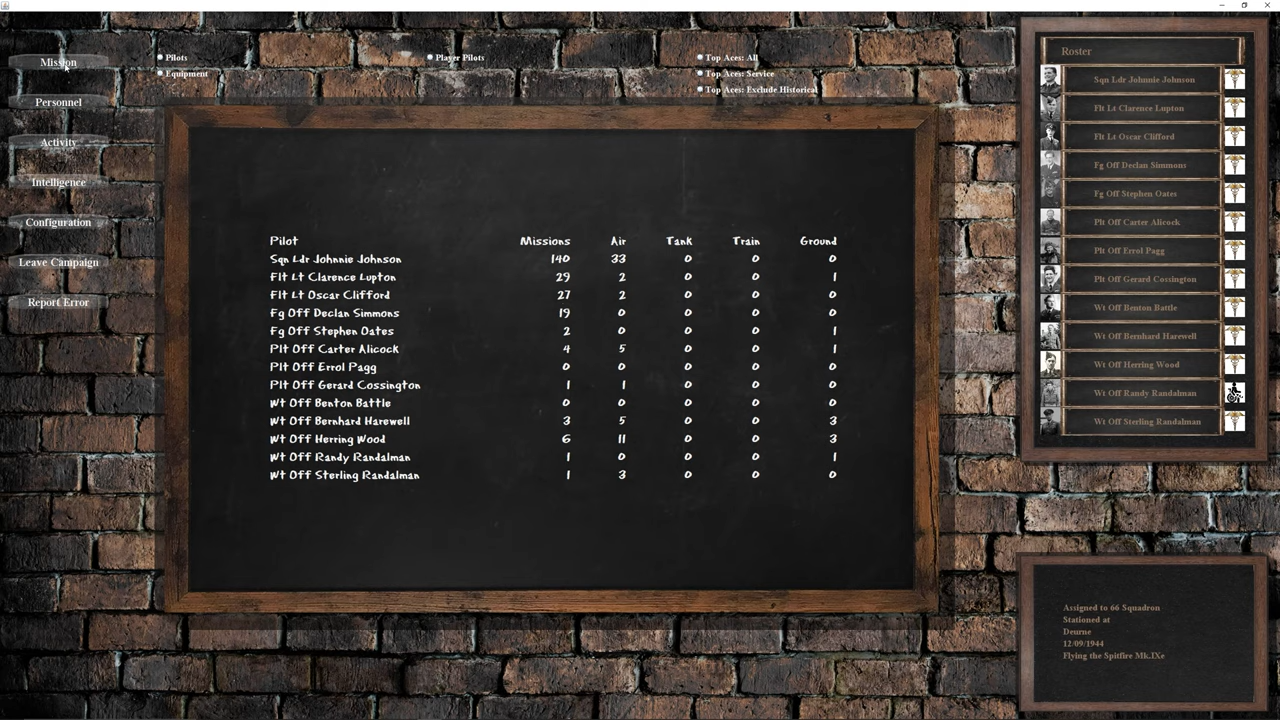 Mission
Personnel
Activity
Intelligence
Configuration
Leave Campaign
Report Error
Pilots
Equipment
Player Pilots
Top Aces: All
Top Aces: Service
Top Aces: Exclude Historical
Pilot Missions Air Tank Train Ground
Sqn Ldr Johnnie Johnson 140 33 0 0 0
Flt Lt Clarence Lupton 29 2 0 0 1
Flt Lt Oscar Clifford 27 2 0 0 0
Fg Off Declan Simmons 19 0 0 0 0
Fg Off Stephen Oates 2 0 0 0 1
Plt Off Carter Alicock 4 5 0 0 1
Plt Off Errol Pagg 0 0 0 0 0
Plt Off Gerard Cossington 1 1 0 0 0
Wt Off Benton Battle 0 0 0 0 0
Wt Off Bernhard Harewell 3 5 0 0 3
Wt Off Herring Wood 6 11 0 0 3
Wt Off Randy Randalman 1 0 0 0 1
Wt Off Sterling Randalman 1 3 0 0 0
Roster
Sqn Ldr Johnnie Johnson
Flt Lt Clarence Lupton
Flt Lt Oscar Clifford
Fg Off Declan Simmons
Fg Off Stephen Oates
Plt Off Carter Alicock
Plt Off Errol Pagg
Plt Off Gerard Cossington
Wt Off Benton Battle
Wt Off Bernhard Harewell
Wt Off Herring Wood
Wt Off Randy Randalman
Wt Off Sterling Randalman
Assigned to 66 Squadron
Stationed at
Deurne
12/09/1944
Flying the Spitfire Mk.IXe